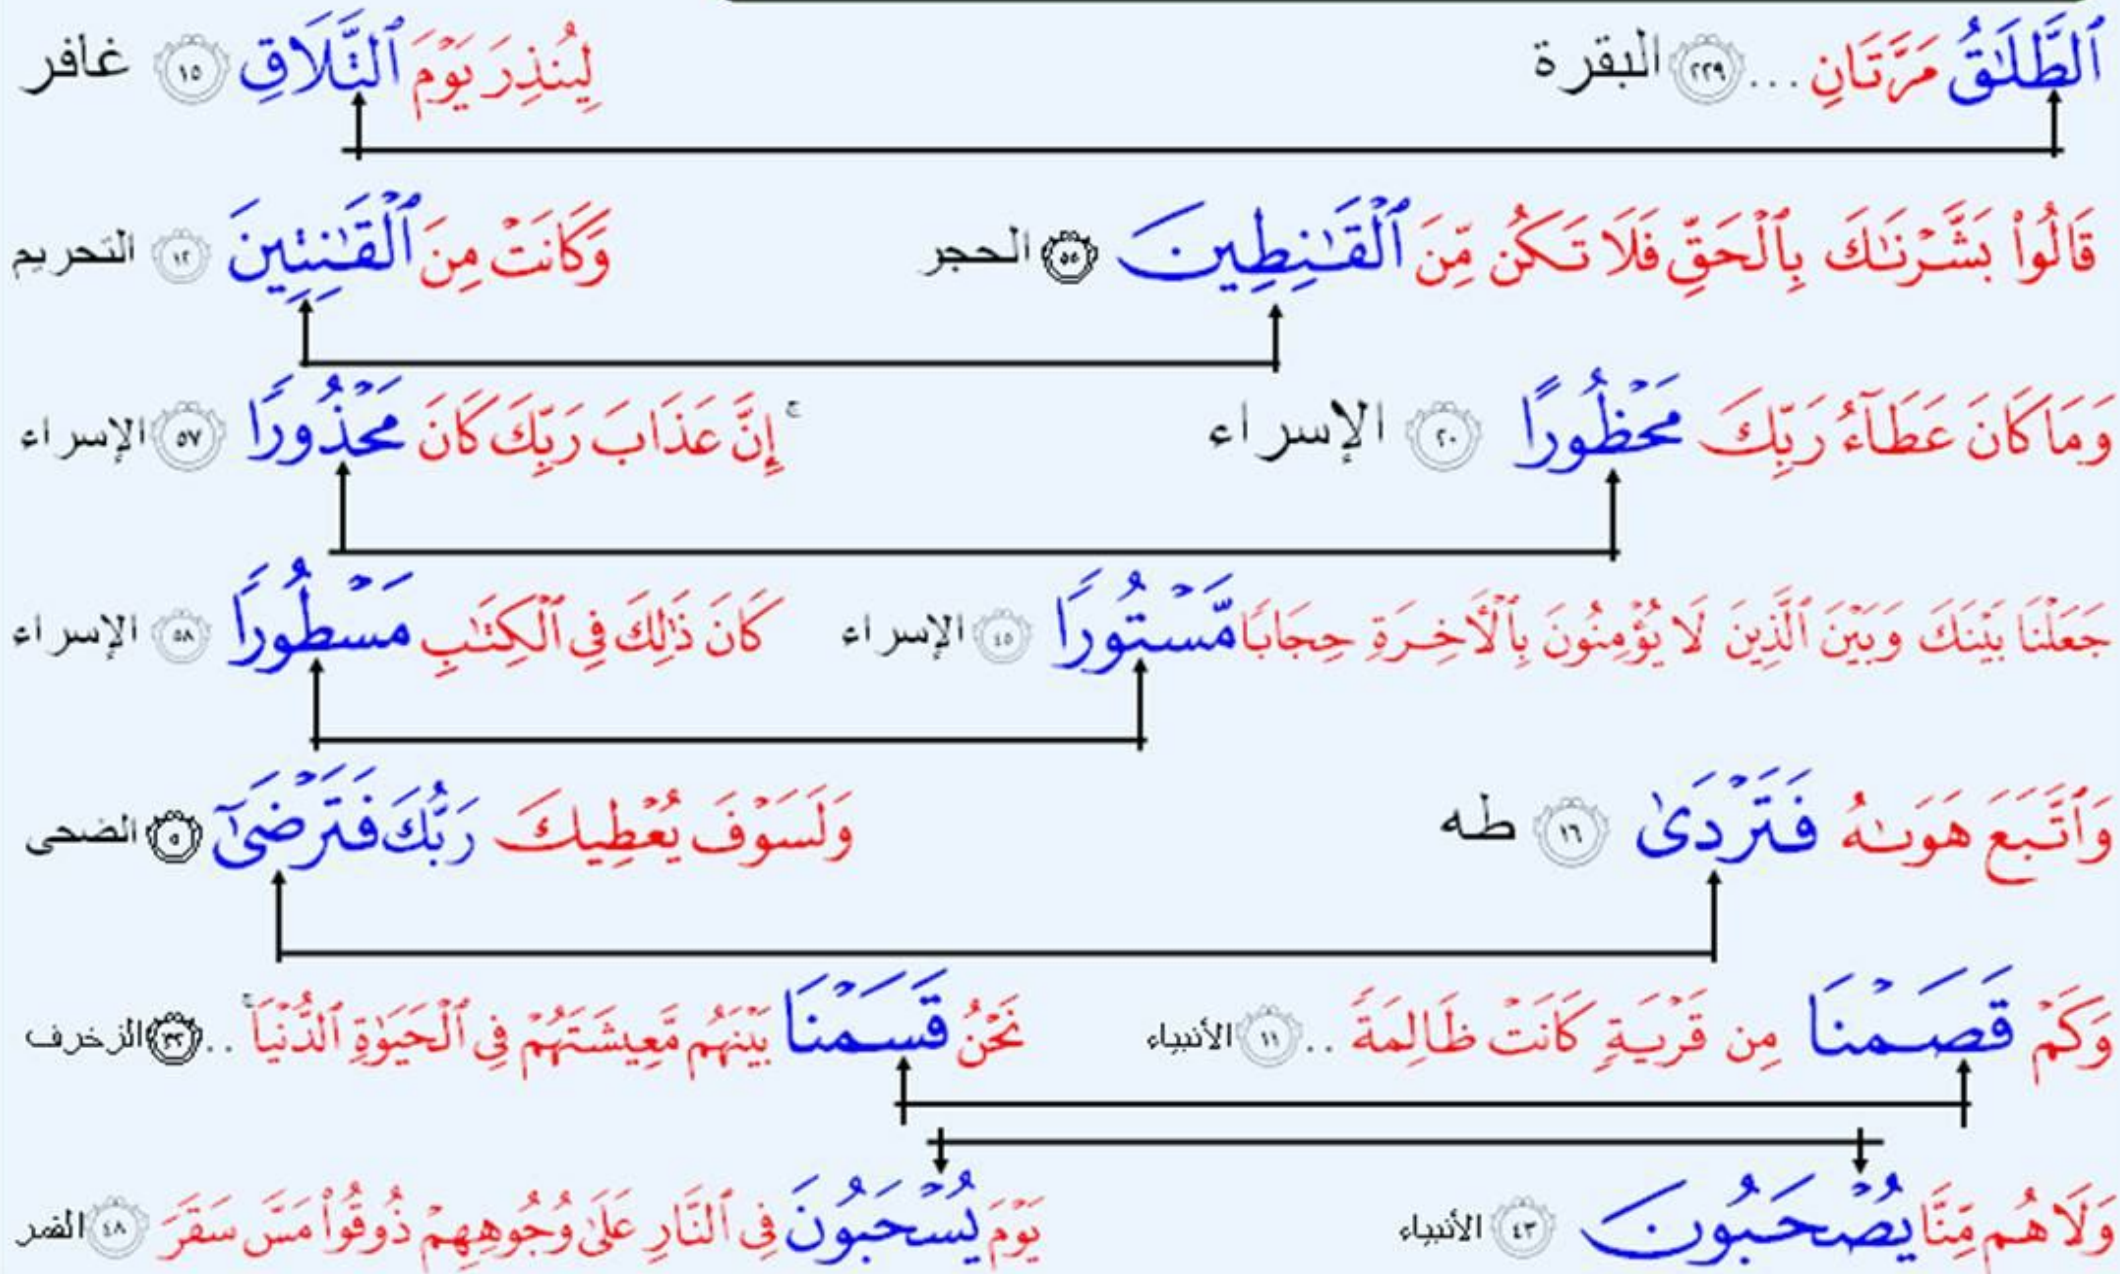 ٱلطَّلَٰقُ مَرَّتَانِ ... ٢٢٩ البقرة لِيُنذِرَ يَوْمَ ٱلتَّلَاقِ ١٥ غافر
قَالُواْ بَشَّرْنَٰكَ بِٱلْحَقِّ فَلَا تَكُن مِّنَ ٱلْقَٰنِطِينَ ٥٥ الحجر وَكَانَتْ مِنَ ٱلْقَٰنِتِينَ ١٢ التحريم
وَمَا كَانَ عَطَآءُ رَبِّكَ مَحْظُورًا ٢٠ الإسراء إِنَّ عَذَابَ رَبِّكَ كَانَ مَحْذُورًا ٥٧ الإسراء
جَعَلْنَا بَيْنَكَ وَبَيْنَ ٱلَّذِينَ لَا يُؤْمِنُونَ بِٱلْأَخِرَةِ حِجَابًا مَّسْتُورًا ٤٥ الإسراء كَانَ ذَٰلِكَ فِى ٱلْكِتَٰبِ مَسْطُورًا ٥٨ الإسراء
وَٱتَّبَعَ هَوَىٰهُ فَتَرْدَىٰ ١٦ طه وَلَسَوْفَ يُعْطِيكَ رَبُّكَ فَتَرْضَىٰٓ ٥ الضحى
وَكَمْ قَصَمْنَا مِن قَرْيَةٍ كَانَتْ ظَالِمَةً .. ١١ الأنبياء نَحْنُ قَسَمْنَا بَيْنَهُم مَّعِيشَتَهُمْ فِى ٱلْحَيَوٰةِ ٱلدُّنْيَا ۚ .. ٣٢ الزخرف
وَلَا هُم مِّنَّا يُصْحَبُونَ ٤٣ الأنبياء يَوْمَ يُسْحَبُونَ فِى ٱلنَّارِ عَلَىٰ وُجُوهِهِمْ ذُوقُواْ مَسَّ سَقَرَ ٤٨ القمر